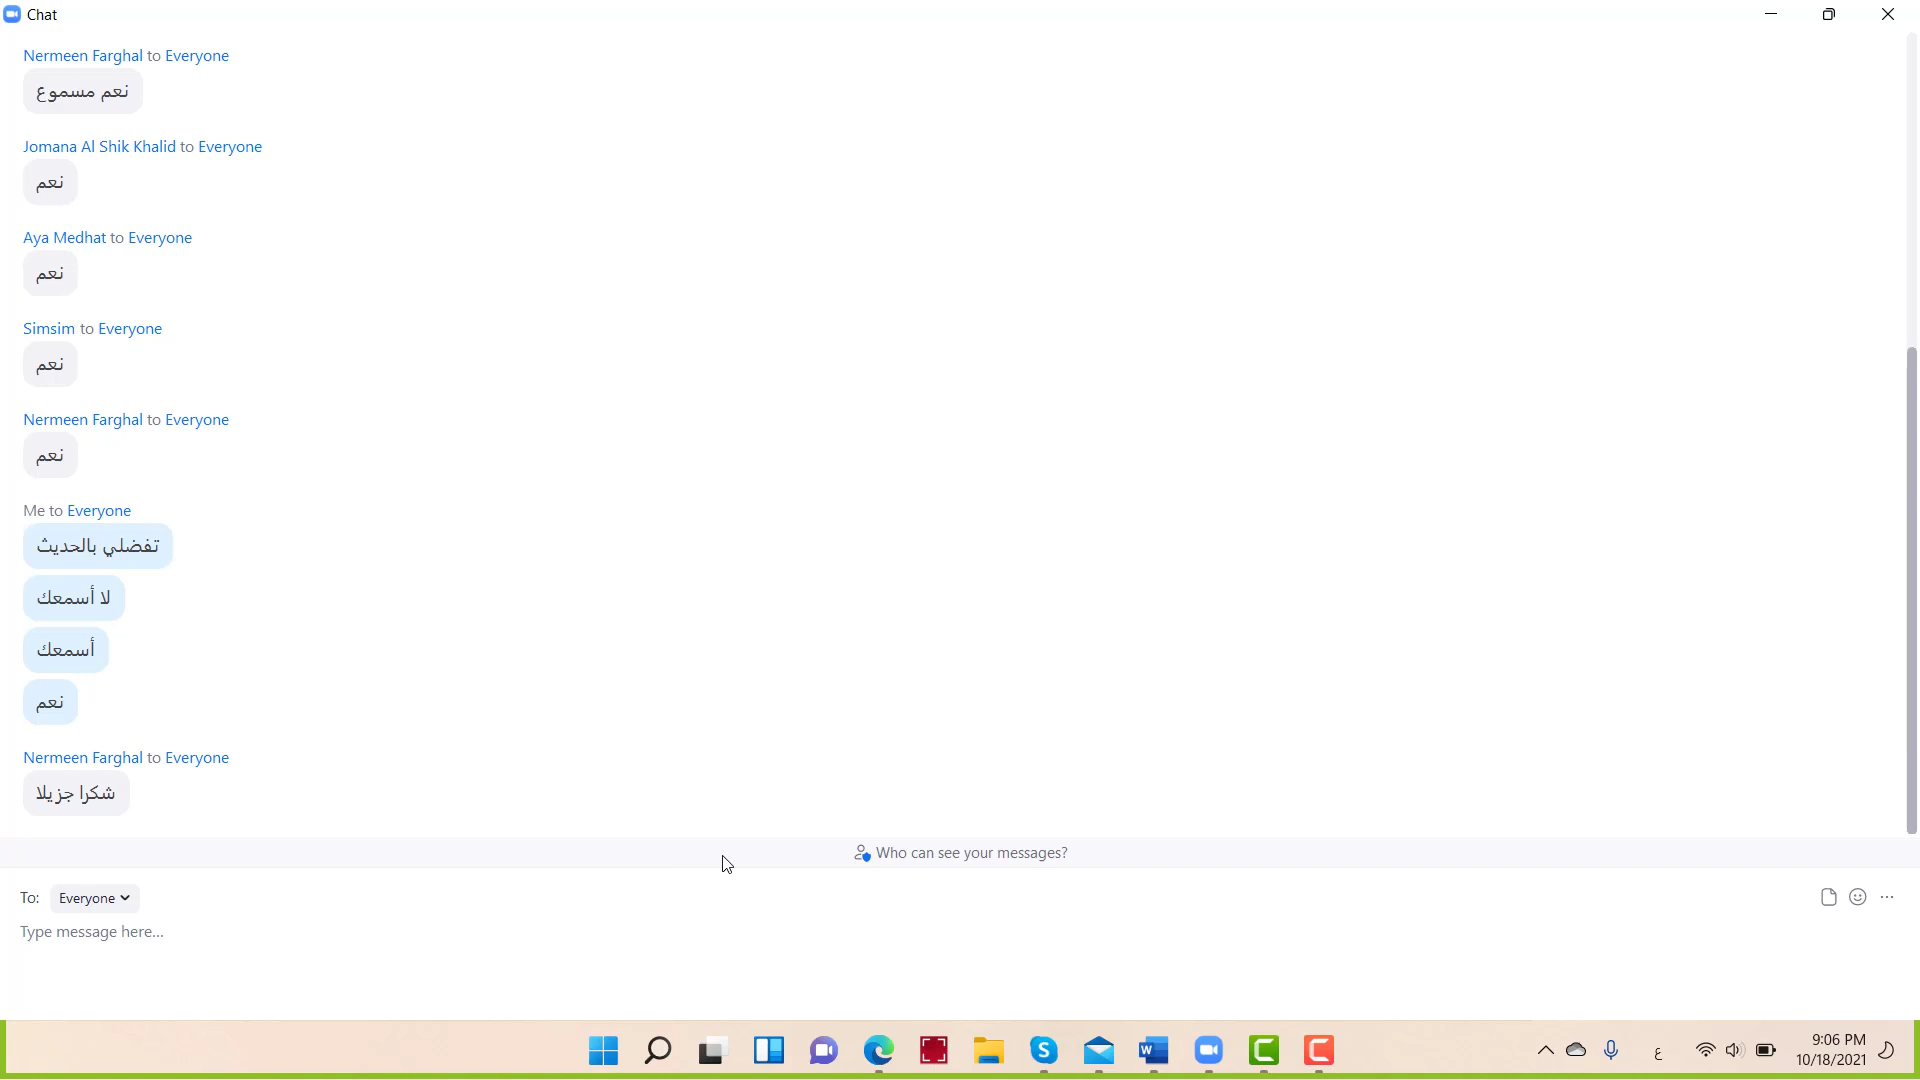 Chat
Nermeen Farghal to Everyone
نعم مسموع
Jomana Al Shik Khalid to Everyone
نعم
Aya Medhat to Everyone
نعم
Simsim to Everyone
نعم
Nermeen Farghal to Everyone
نعم
Me to Everyone
تفضلي بالحديث
لا أسمعك
أسمعك
نعم
Nermeen Farghal to Everyone
شكرا جزيلا
Who can see your messages?
To: Everyone
Type message here...
ع
9:06 PM
10/18/2021